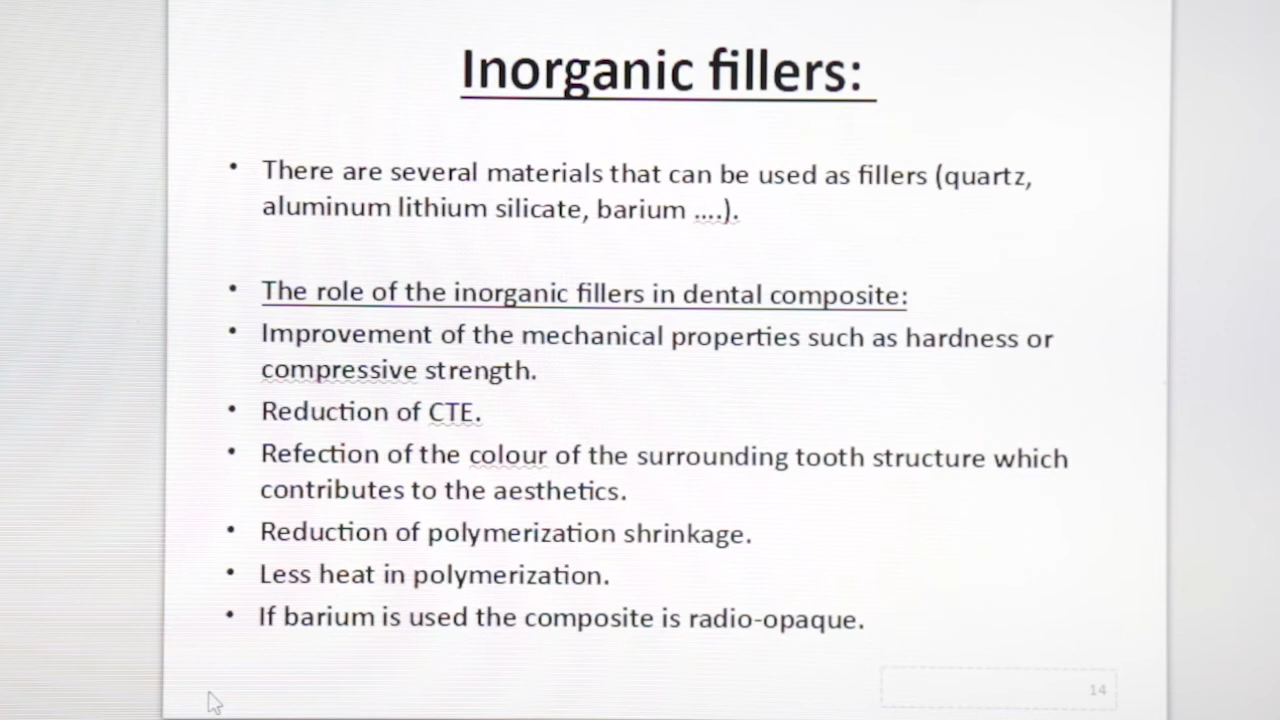 Inorganic fillers:
• There are several materials that can be used as fillers (quartz,
aluminum lithium silicate, barium ....).
• The role of the inorganic fillers in dental composite:
• Improvement of the mechanical properties such as hardness or
compressive strength.
• Reduction of CTE.
• Refection of the colour of the surrounding tooth structure which
contributes to the aesthetics.
• Reduction of polymerization shrinkage.
• Less heat in polymerization.
• If barium is used the composite is radio-opaque.
14